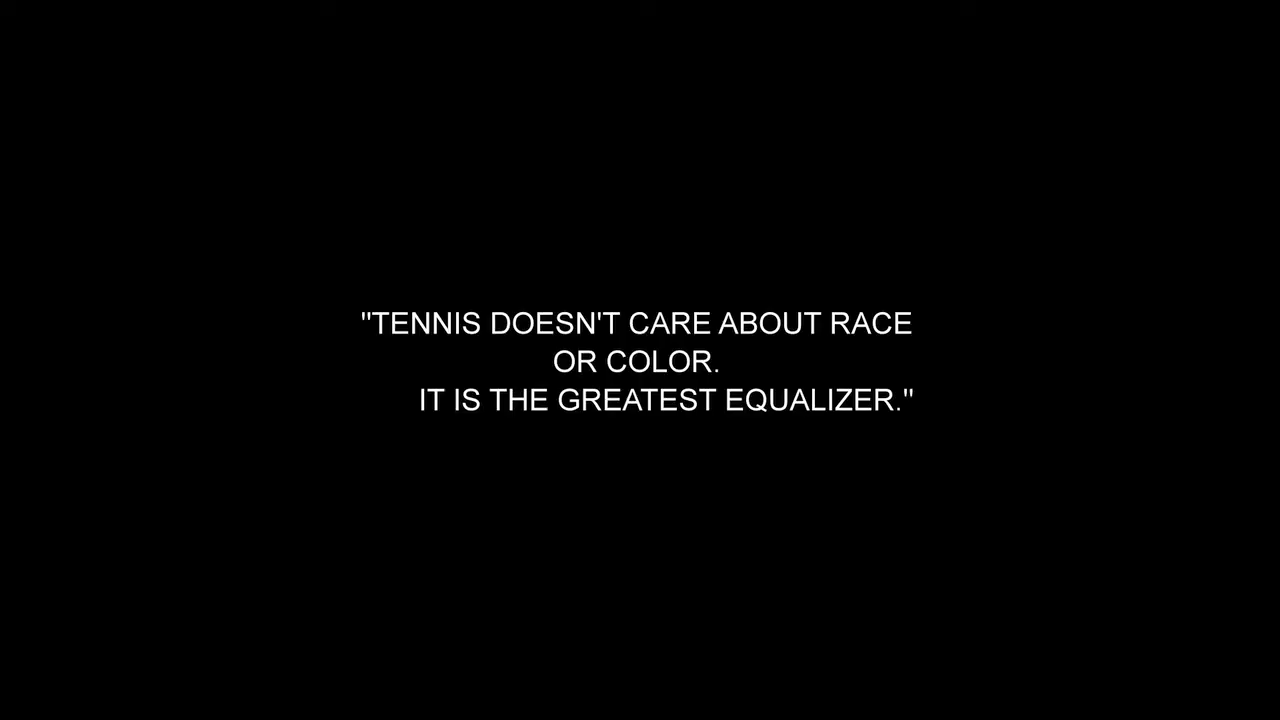 "TENNIS DOESN'T CARE ABOUT RACE
OR COLOR.
IT IS THE GREATEST EQUALIZER."